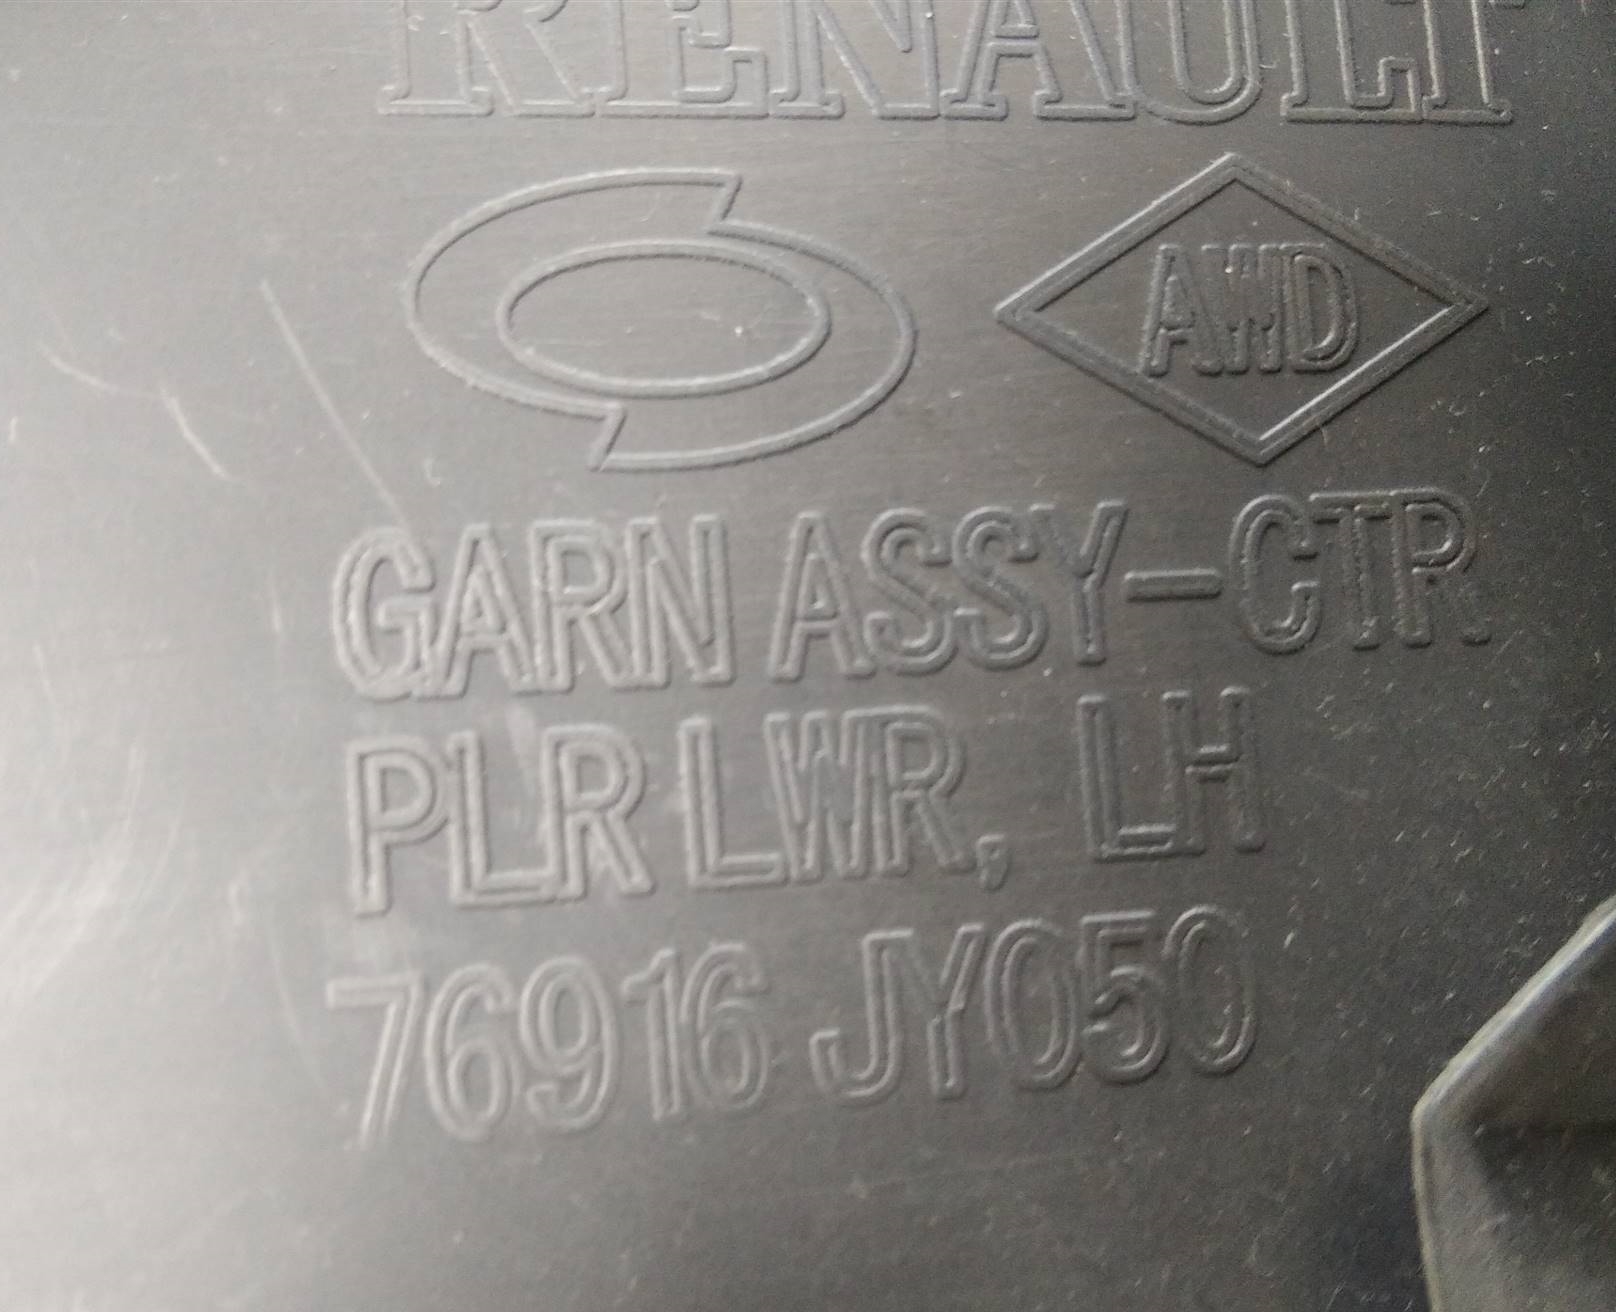 RENAULT
AWD
GARN ASSY-CTR
PLR LWR, LH
76916 JY050